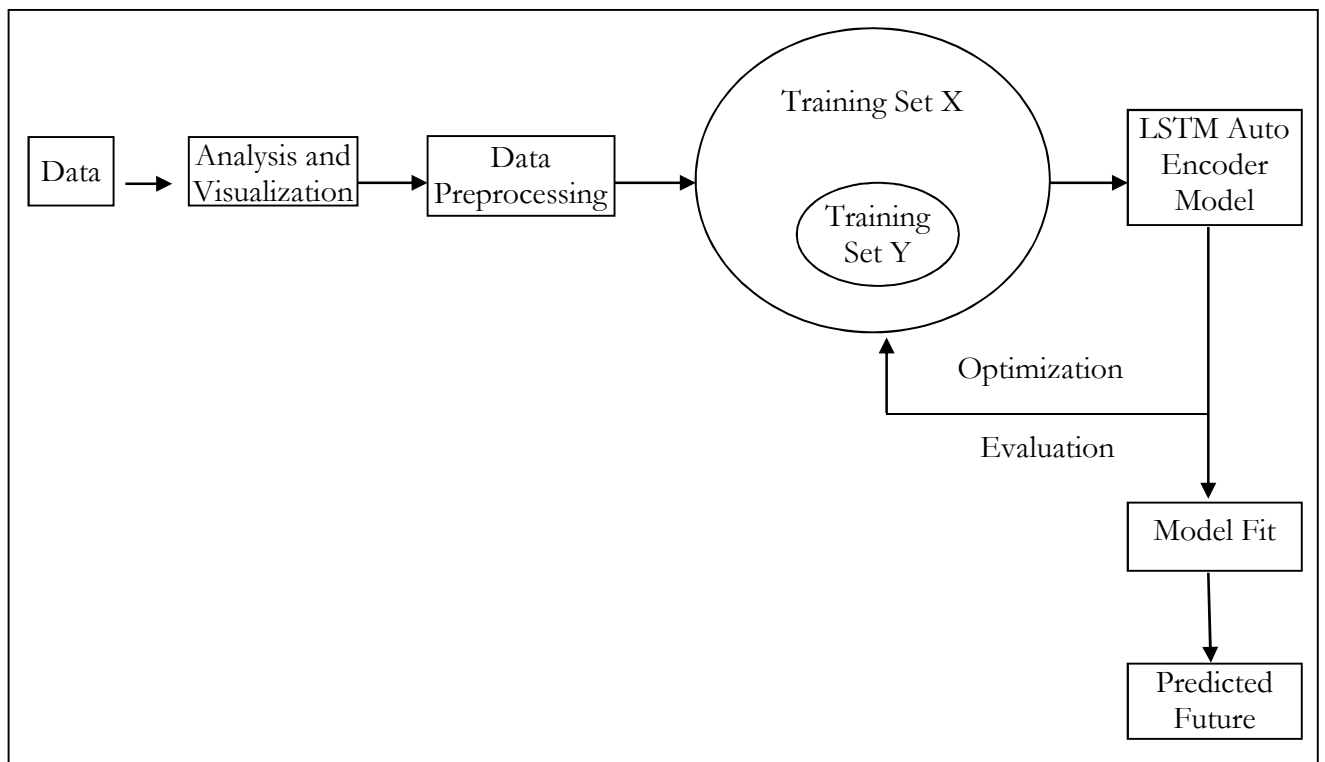 Data
Analysis and
Visualization
Data
Preprocessing
Training Set X
Training
Set Y
LSTM Auto
Encoder
Model
Optimization
Evaluation
Model Fit
Predicted
Future